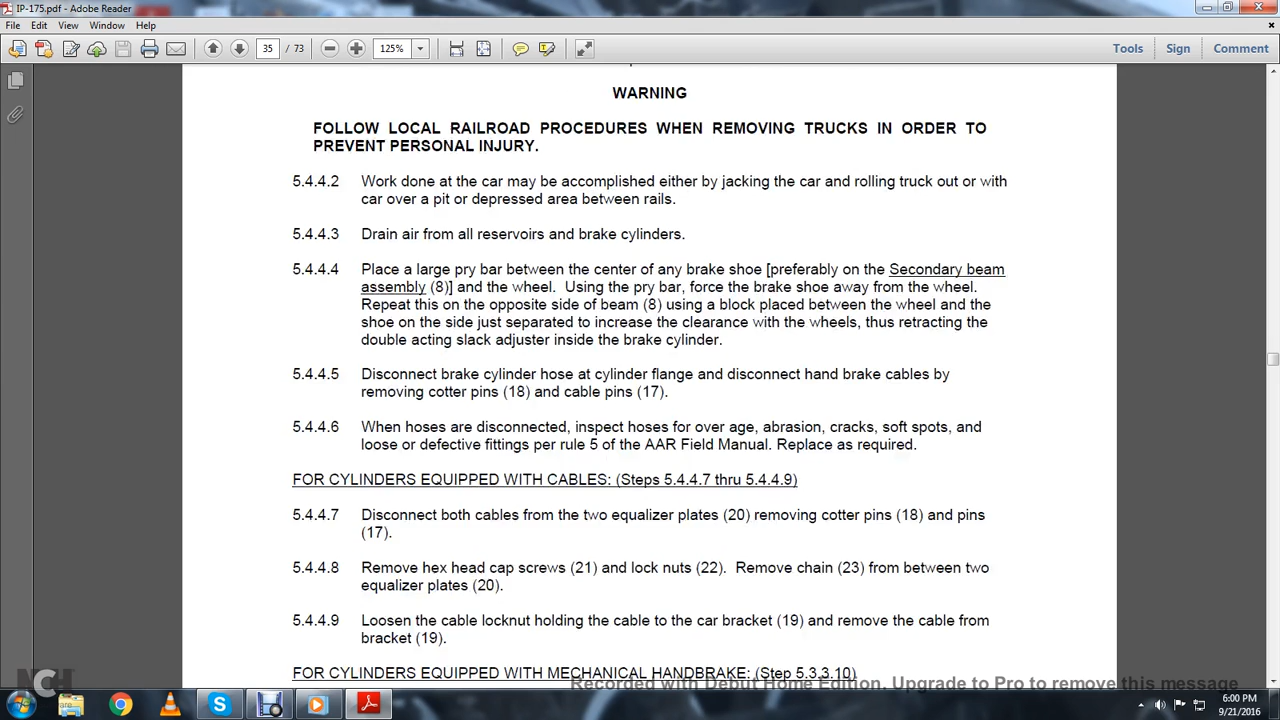 IP-175.pdf - Adobe Reader
File Edit View Window Help
35 / 73 125% Tools Sign Comment
WARNING
FOLLOW LOCAL RAILROAD PROCEDURES WHEN REMOVING TRUCKS IN ORDER TO
PREVENT PERSONAL INJURY.
5.4.4.2 Work done at the car may be accomplished either by jacking the car and rolling truck out or with
car over a pit or depressed area between rails.
5.4.4.3 Drain air from all reservoirs and brake cylinders.
5.4.4.4 Place a large pry bar between the center of any brake shoe [preferably on the Secondary beam
assembly (8)] and the wheel. Using the pry bar, force the brake shoe away from the wheel.
Repeat this on the opposite side of beam (8) using a block placed between the wheel and the
shoe on the side just separated to increase the clearance with the wheels, thus retracting the
double acting slack adjuster inside the brake cylinder.
5.4.4.5 Disconnect brake cylinder hose at cylinder flange and disconnect hand brake cables by
removing cotter pins (18) and cable pins (17).
5.4.4.6 When hoses are disconnected, inspect hoses for over age, abrasion, cracks, soft spots, and
loose or defective fittings per rule 5 of the AAR Field Manual. Replace as required.
FOR CYLINDERS EQUIPPED WITH CABLES: (Steps 5.4.4.7 thru 5.4.4.9)
5.4.4.7 Disconnect both cables from the two equalizer plates (20) removing cotter pins (18) and pins
(17).
5.4.4.8 Remove hex head cap screws (21) and lock nuts (22). Remove chain (23) from between two
equalizer plates (20).
5.4.4.9 Loosen the cable locknut holding the cable to the car bracket (19) and remove the cable from
bracket (19).
FOR CYLINDERS EQUIPPED WITH MECHANICAL HANDBRAKE: (Step 5.3.3.10)
Recorded with Debut Home Edition. Upgrade to Pro to remove this message
NCH
6:00 PM
9/21/2016